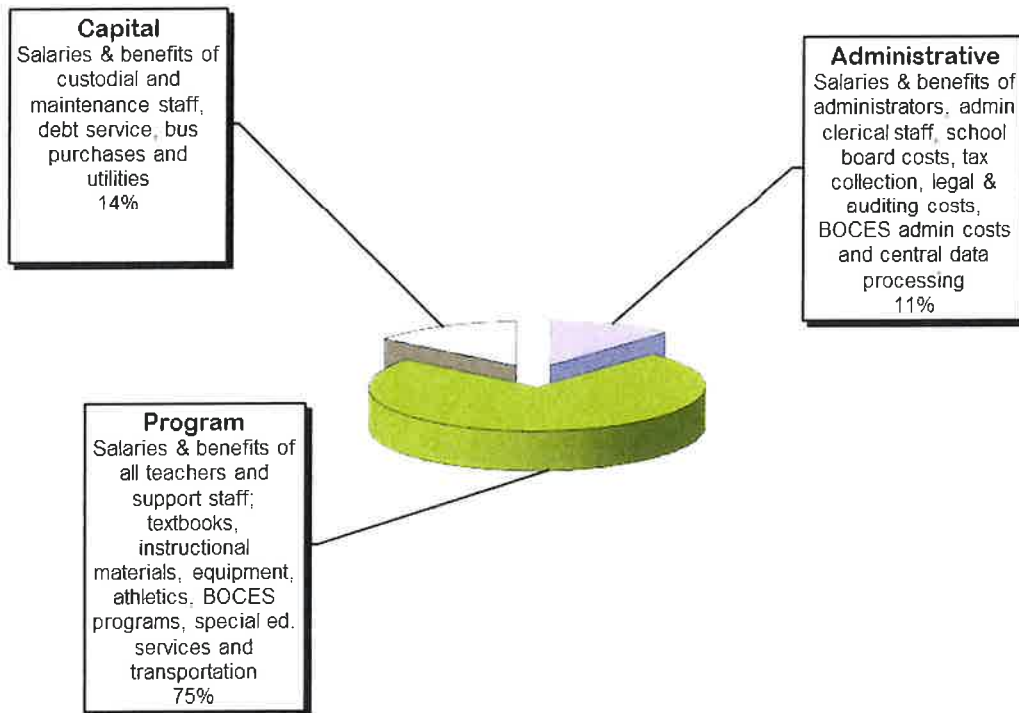 Capital
Salaries & benefits of
custodial and
maintenance staff,
debt service, bus
purchases and
utilities
14%
Administrative
Salaries & benefits of
administrators, admin
clerical staff, school
board costs, tax
collection, legal &
auditing costs,
BOCES admin costs
and central data
processing
11%
Program
Salaries & benefits of
all teachers and
support staff;
textbooks,
instructional
materials, equipment,
athletics, BOCES
programs, special ed.
services and
transportation
75%